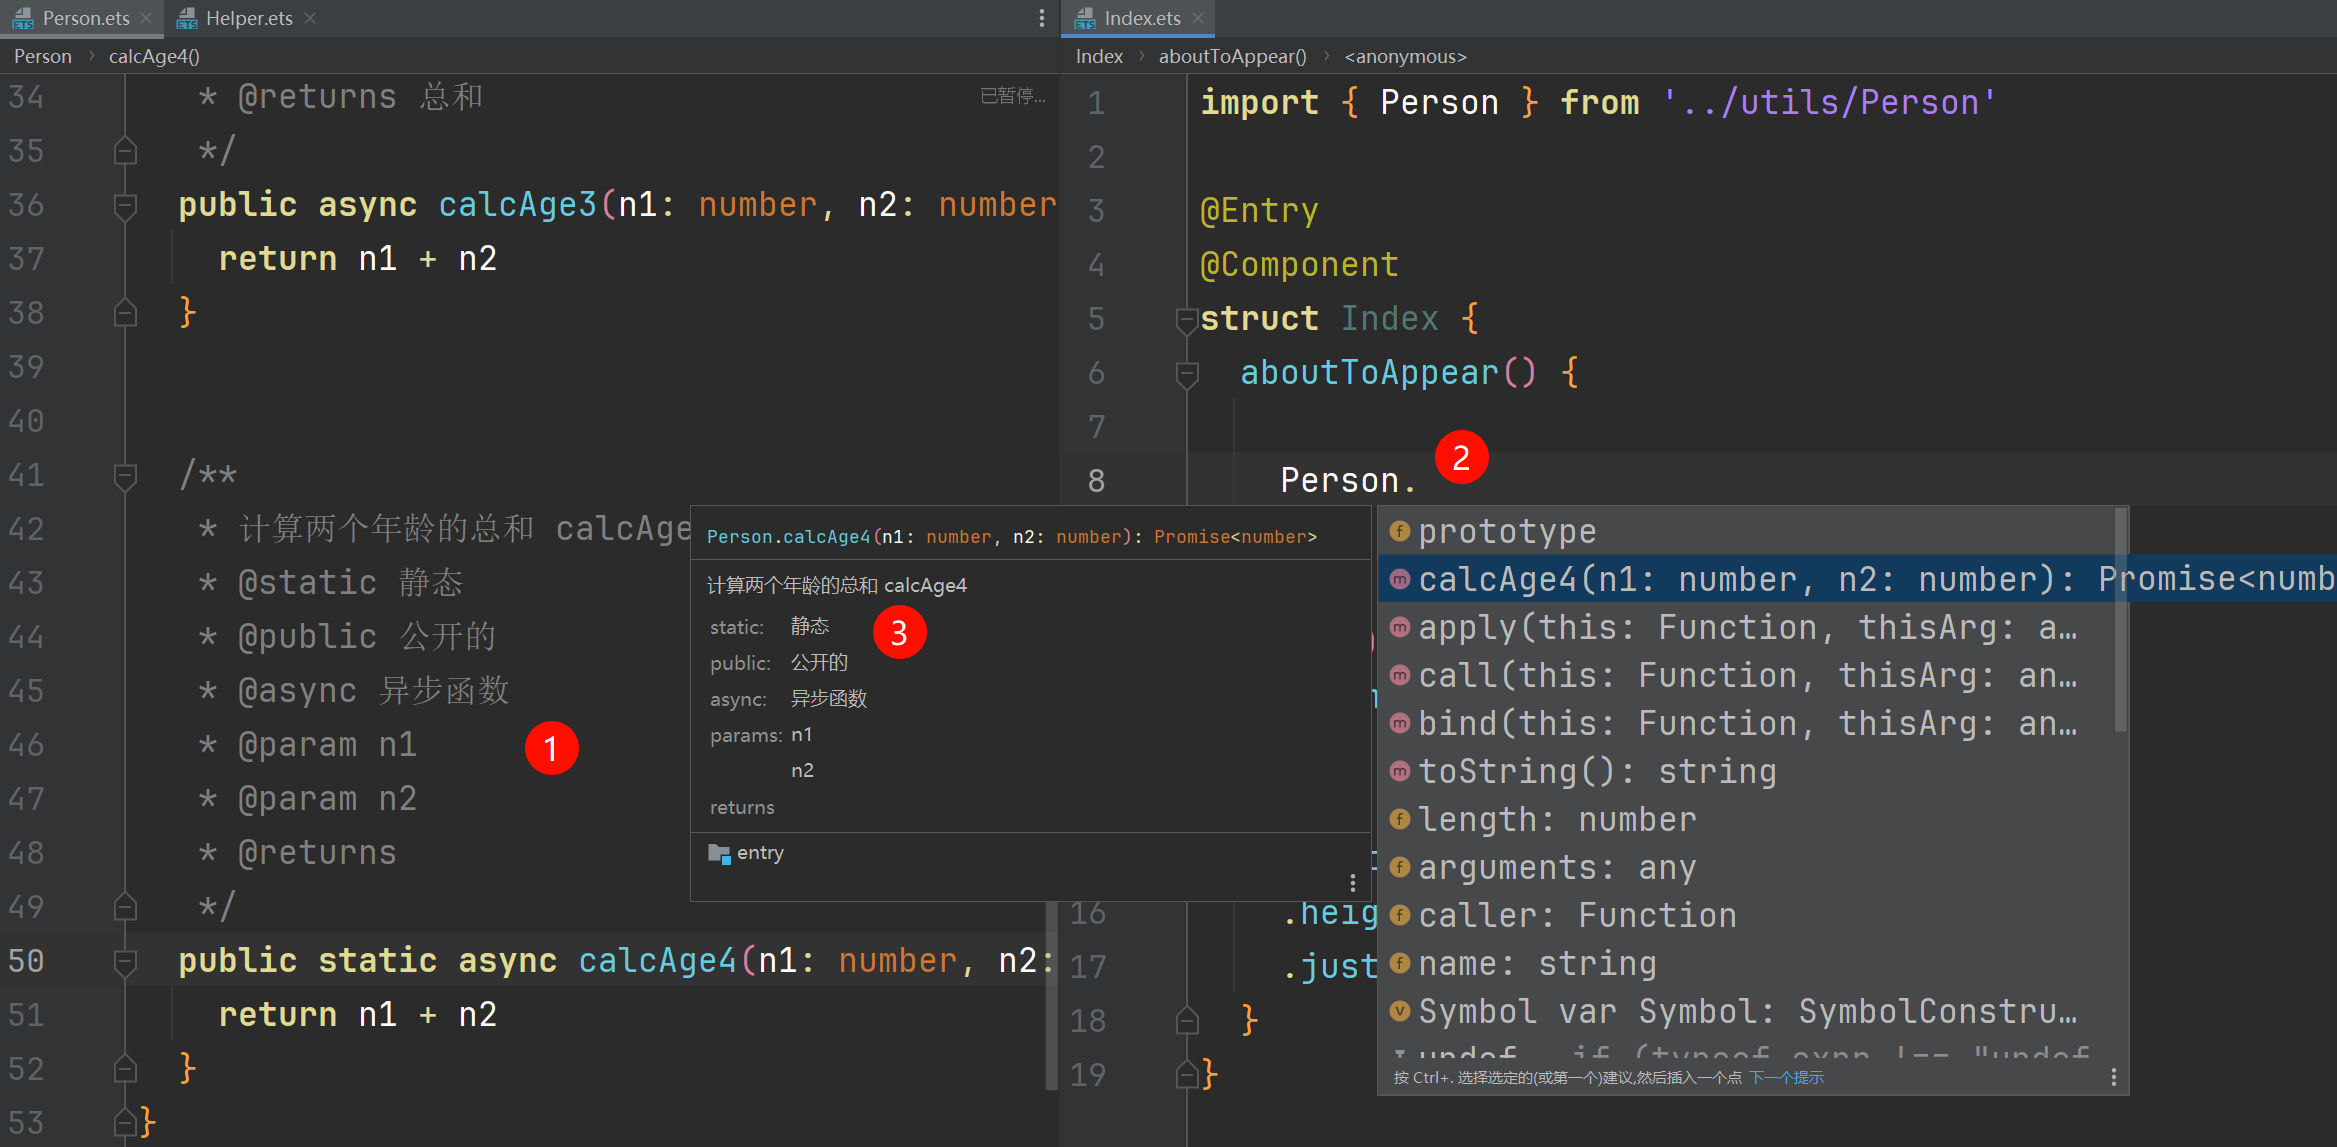 Person.ets
Helper.ets
Person › calcAge4()
34 * @returns 总和
已暂停...
35 */
36 public async calcAge3(n1: number, n2: number
37 return n1 + n2
38 }
39
40
41 /**
42 * 计算两个年龄的总和 calcAge
43 * @static 静态
44 * @public 公开的
45 * @async 异步函数
46 * @param n1
1
47 * @param n2
48 * @returns
49 */
50 public static async calcAge4(n1: number, n2:
51 return n1 + n2
52 }
53 }
Person.calcAge4(n1: number, n2: number): Promise<number>
计算两个年龄的总和 calcAge4
static: 静态
3
public: 公开的
async: 异步函数
params: n1
n2
returns
entry
Index.ets
Index › aboutToAppear() › <anonymous>
1 import { Person } from '../utils/Person'
2
3 @Entry
4 @Component
5 struct Index {
6 aboutToAppear() {
7
8 Person.
2
prototype
calcAge4(n1: number, n2: number): Promise<numb
apply(this: Function, thisArg: a…
call(this: Function, thisArg: an…
bind(this: Function, thisArg: an…
toString(): string
length: number
arguments: any
caller: Function
name: string
Symbol var Symbol: SymbolConstru…
undef if (typeof expr !== "undef
按 Ctrl+. 选择选定的(或第一个)建议,然后插入一个点 下一个提示
16 .heig
17 .just
18 }
19 }